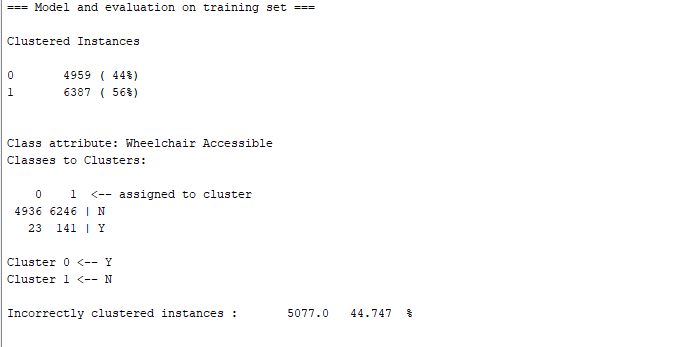 === Model and evaluation on training set ===
Clustered Instances
0 4959 ( 44%)
1 6387 ( 56%)
Class attribute: Wheelchair Accessible
Classes to Clusters:
0 1 <-- assigned to cluster
4936 6246 | N
23 141 | Y
Cluster 0 <-- Y
Cluster 1 <-- N
Incorrectly clustered instances : 5077.0 44.747 %